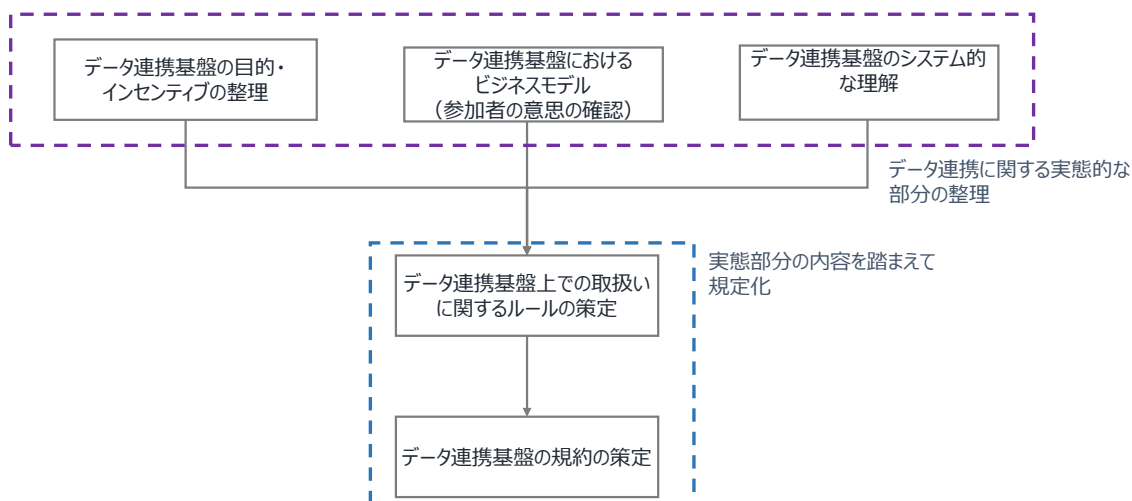 データ連携基盤の目的・
インセンティブの整理
データ連携基盤における
ビジネスモデル
（参加者の意思の確認）
データ連携基盤のシステム的
な理解
データ連携に関する実態的な
部分の整理
実態部分の内容を踏まえて
規定化
データ連携基盤上での取扱い
に関するルールの策定
データ連携基盤の規約の策定